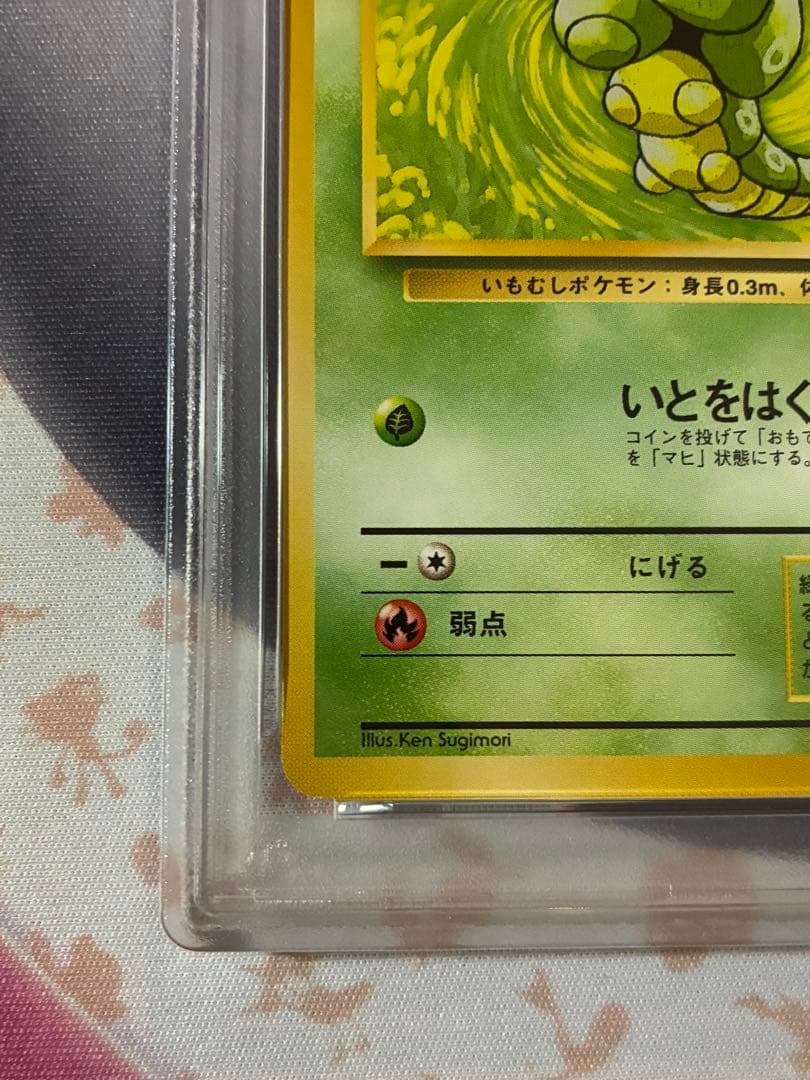 いもむしポケモン：身長0.3m、体
いとをはく
コインを投げて「おもて
を「マヒ」状態にする。
にげる
弱点
Illus.Ken Sugimori